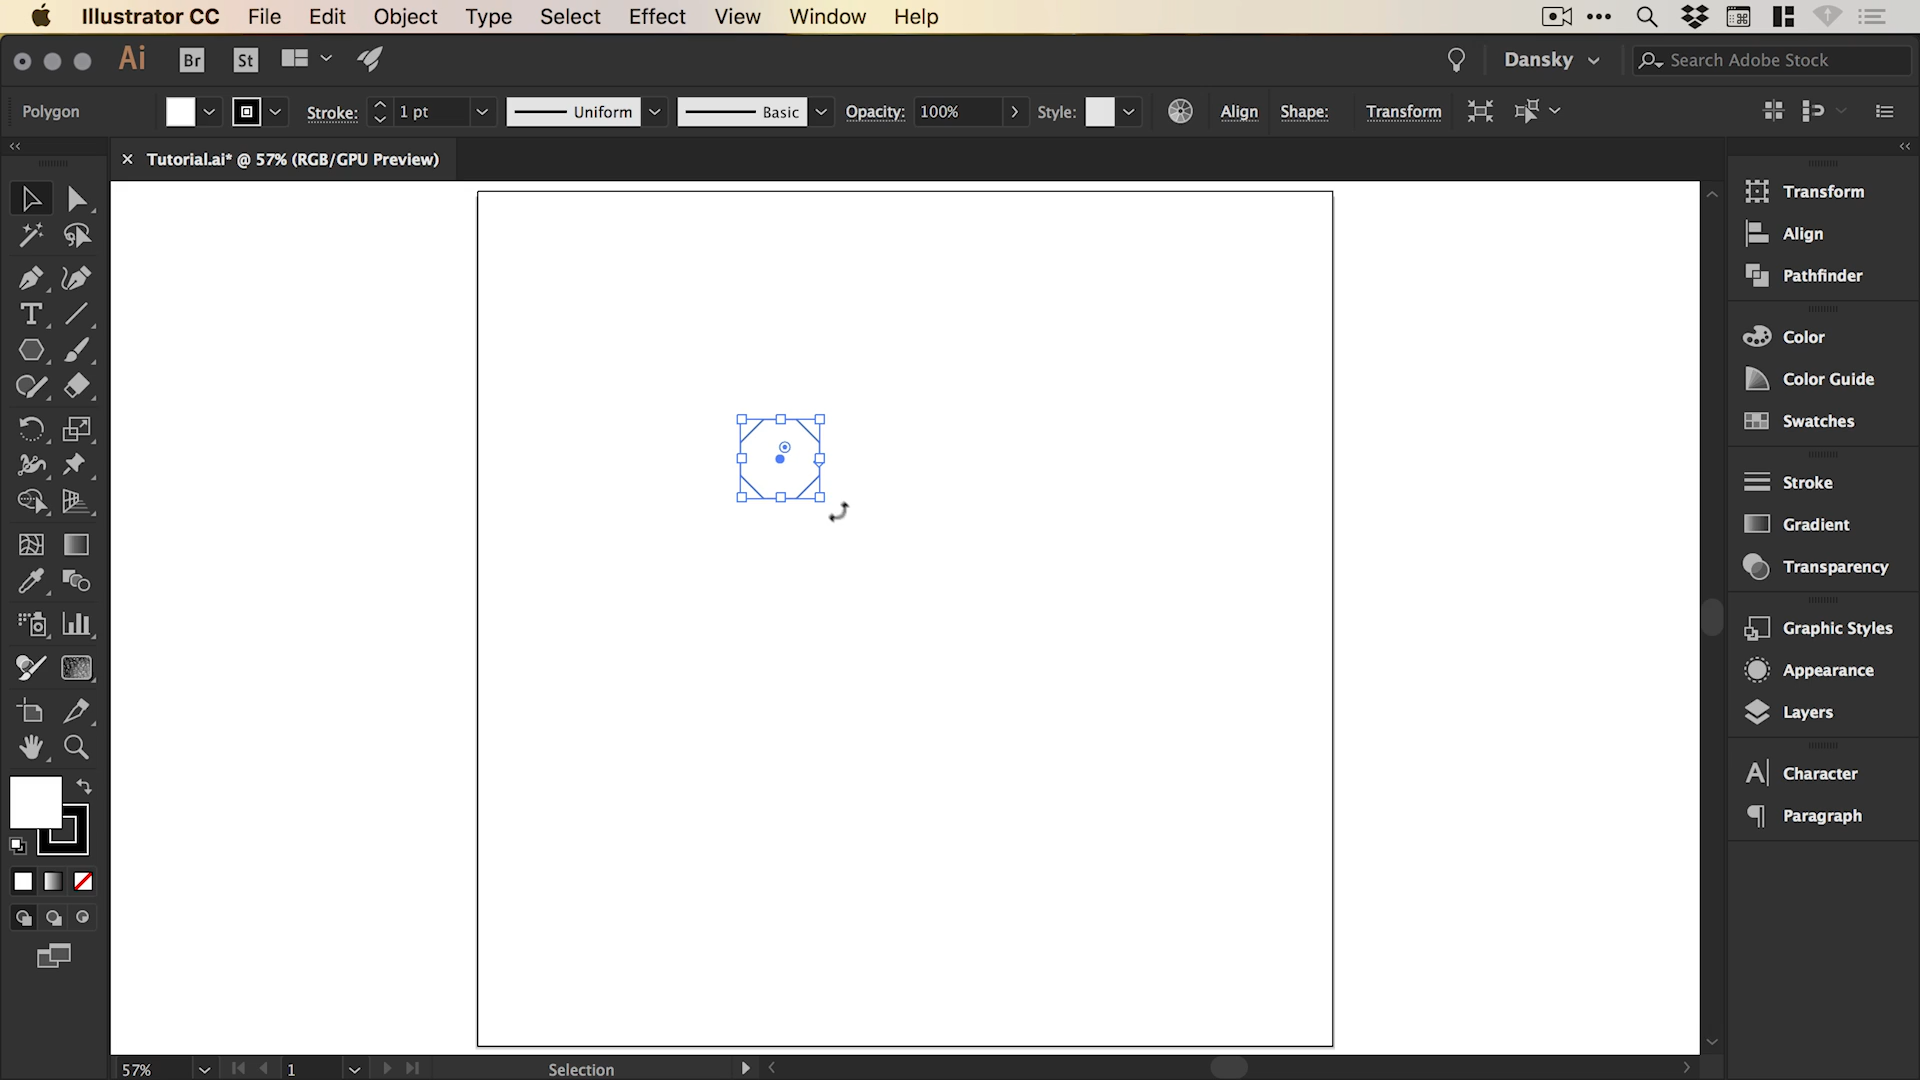 Illustrator CC File Edit Object Type Select Effect View Window Help
Ai Br St Dansky Search Adobe Stock
Polygon Stroke: 1 pt Uniform Basic Opacity: 100% Style: Align Shape: Transform
Tutorial.ai* @ 57% (RGB/GPU Preview)
Transform
Align
Pathfinder
Color
Color Guide
Swatches
Stroke
Gradient
Transparency
Graphic Styles
Appearance
Layers
Character
Paragraph
57% 1 Selection